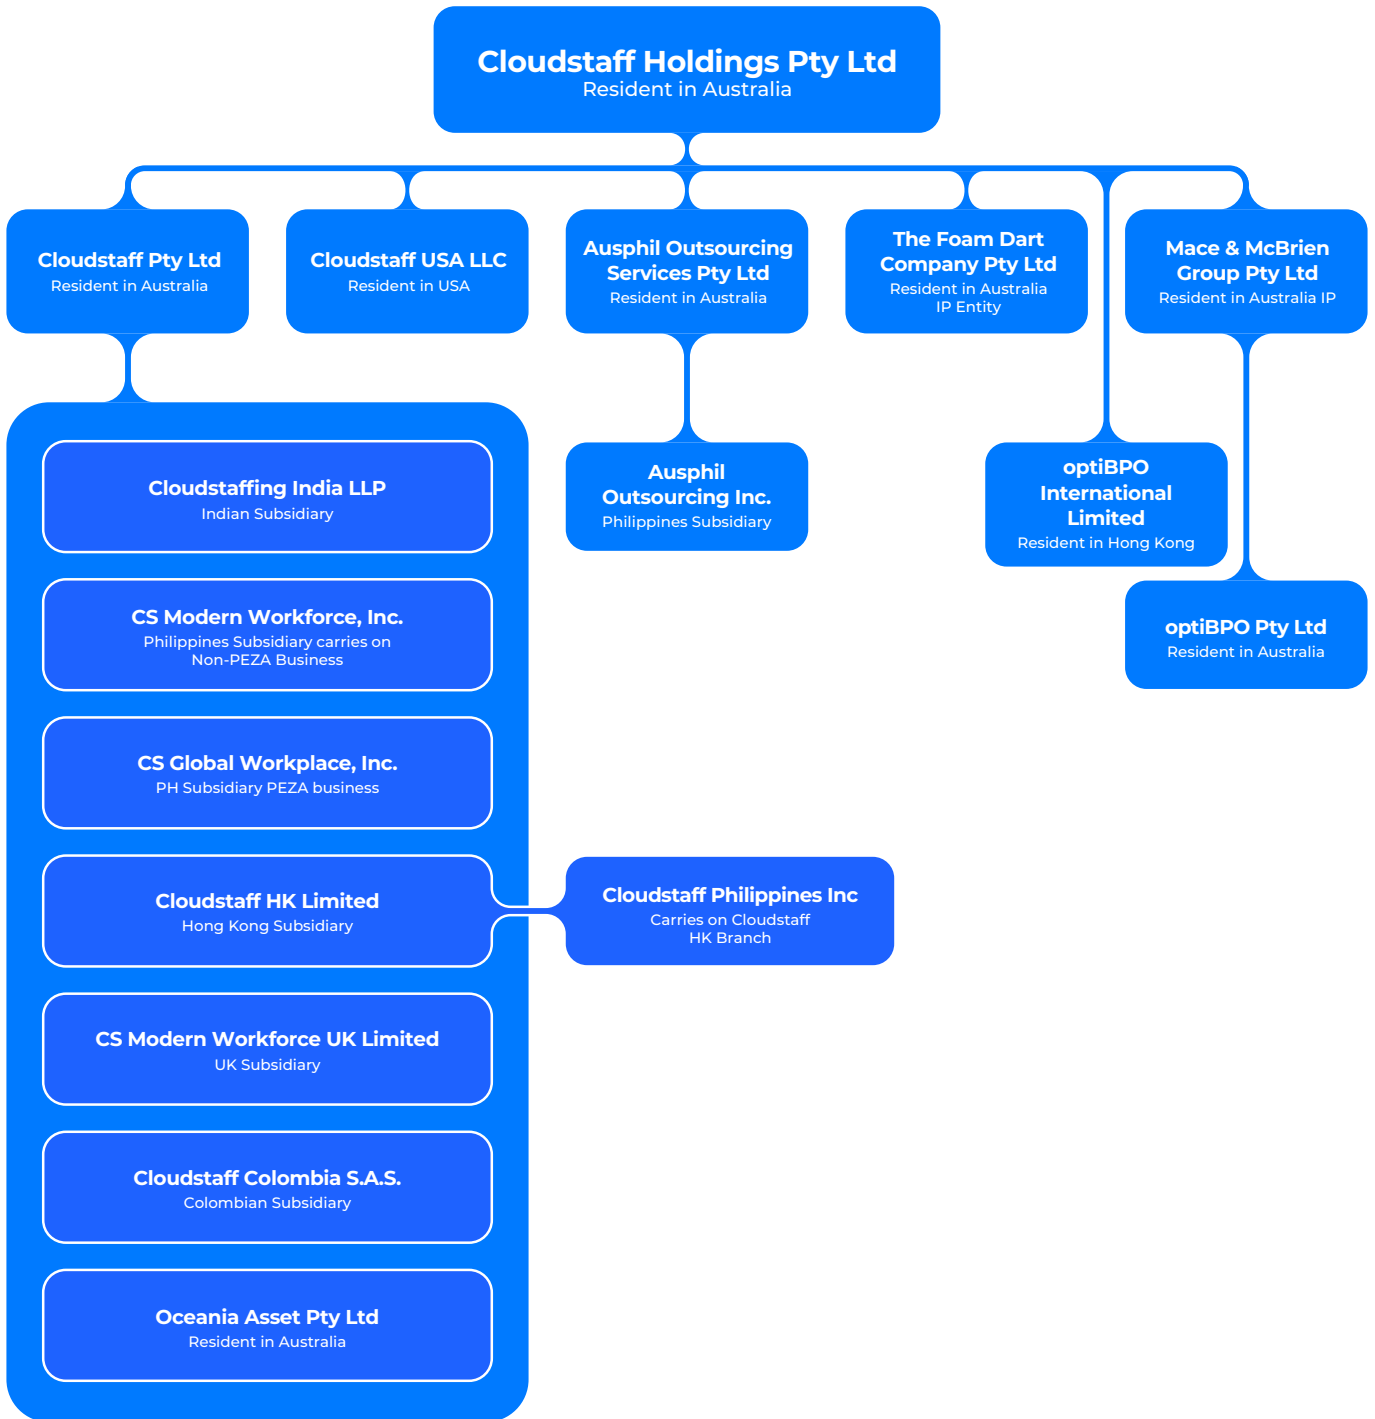 Cloudstaff Holdings Pty Ltd
Resident in Australia
Cloudstaff Pty Ltd
Resident in Australia
Cloudstaff USA LLC
Resident in USA
Ausphil Outsourcing
Services Pty Ltd
Resident in Australia
The Foam Dart
Company Pty Ltd
Resident in Australia
IP Entity
Mace & McBrien
Group Pty Ltd
Resident in Australia IP
Cloudstaffing India LLP
Indian Subsidiary
Ausphil
Outsourcing Inc.
Philippines Subsidiary
optiBPO
International
Limited
Resident in Hong Kong
CS Modern Workforce, Inc.
Philippines Subsidiary carries on
Non-PEZA Business
optiBPO Pty Ltd
Resident in Australia
CS Global Workplace, Inc.
PH Subsidiary PEZA business
Cloudstaff HK Limited
Hong Kong Subsidiary
Cloudstaff Philippines Inc
Carries on Cloudstaff
HK Branch
CS Modern Workforce UK Limited
UK Subsidiary
Cloudstaff Colombia S.A.S.
Colombian Subsidiary
Oceania Asset Pty Ltd
Resident in Australia